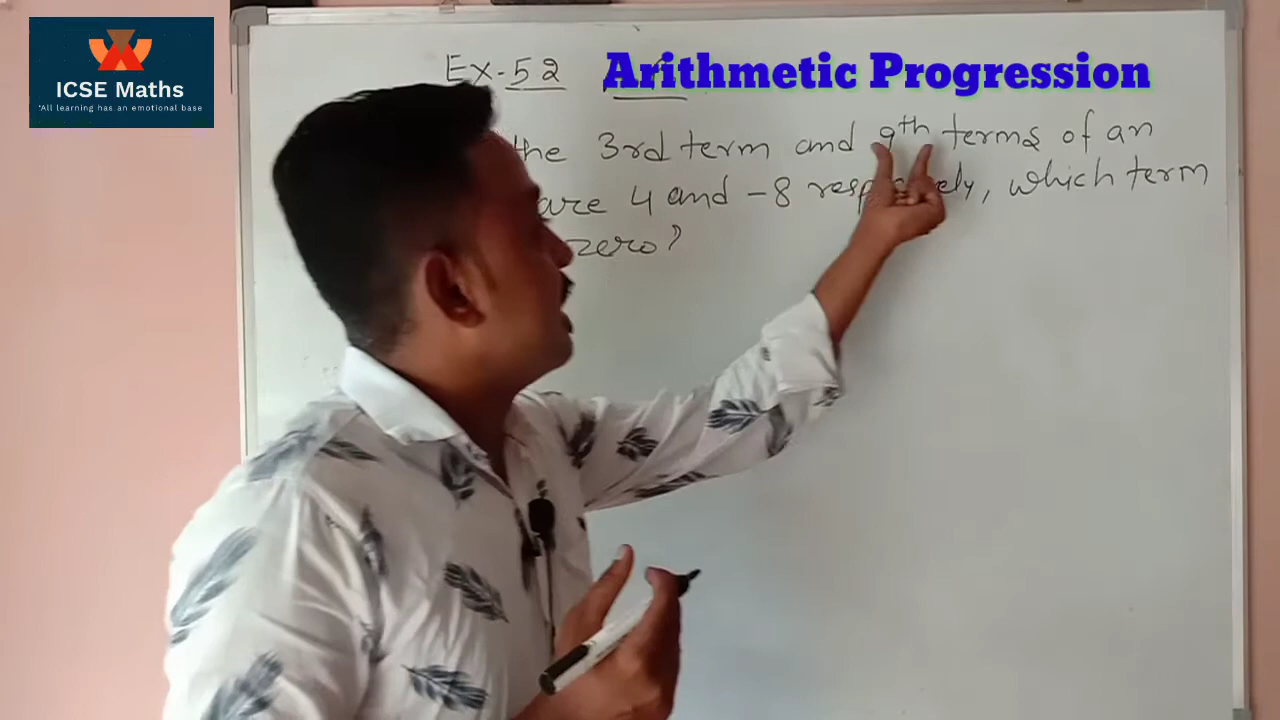 ICSE Maths
"All learning has an emotional base
Ex-52
Arithmetic Progression
the 3rd term and 9th terms of an
are 4 and -8 respectively, which term
zero?